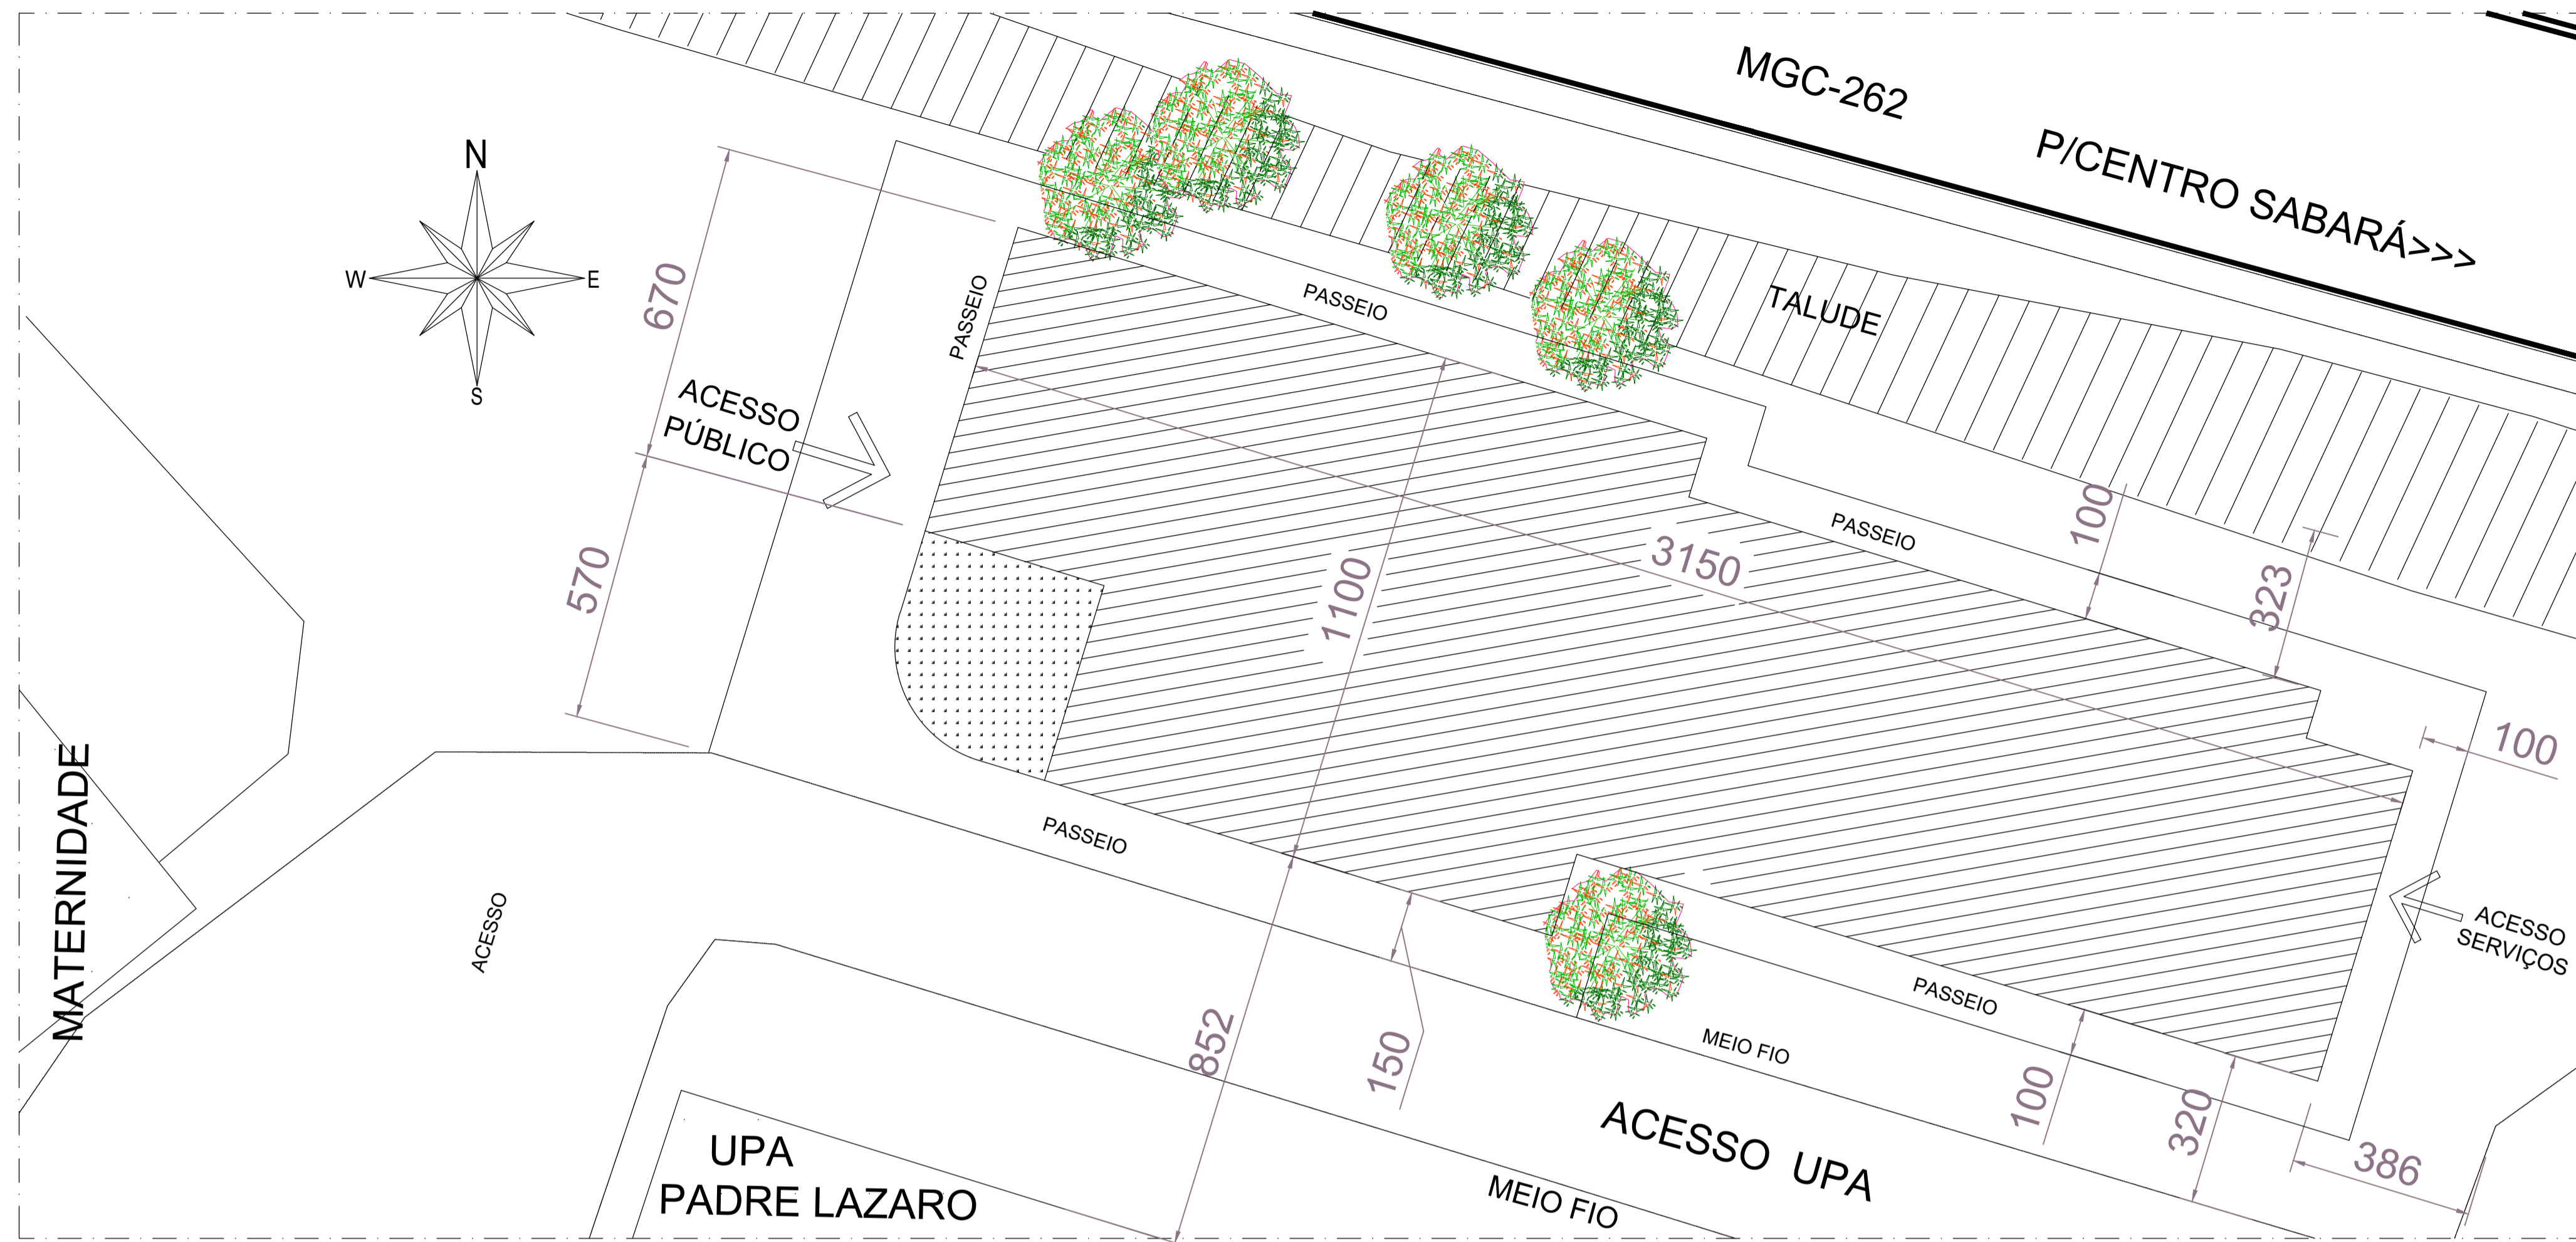 MGC-262
P/CENTRO SABARÁ>>>
N
W
E
S
TALUDE
670
PASSEIO
PASSEIO
ACESSO
PÚBLICO
570
1100
3150
PASSEIO
100
323
100
MATERNIDADE
PASSEIO
ACESSO
852
150
PASSEIO
MEIO FIO
100
320
386
ACESSO
SERVIÇOS
ACESSO UPA
MEIO FIO
UPA
PADRE LAZARO